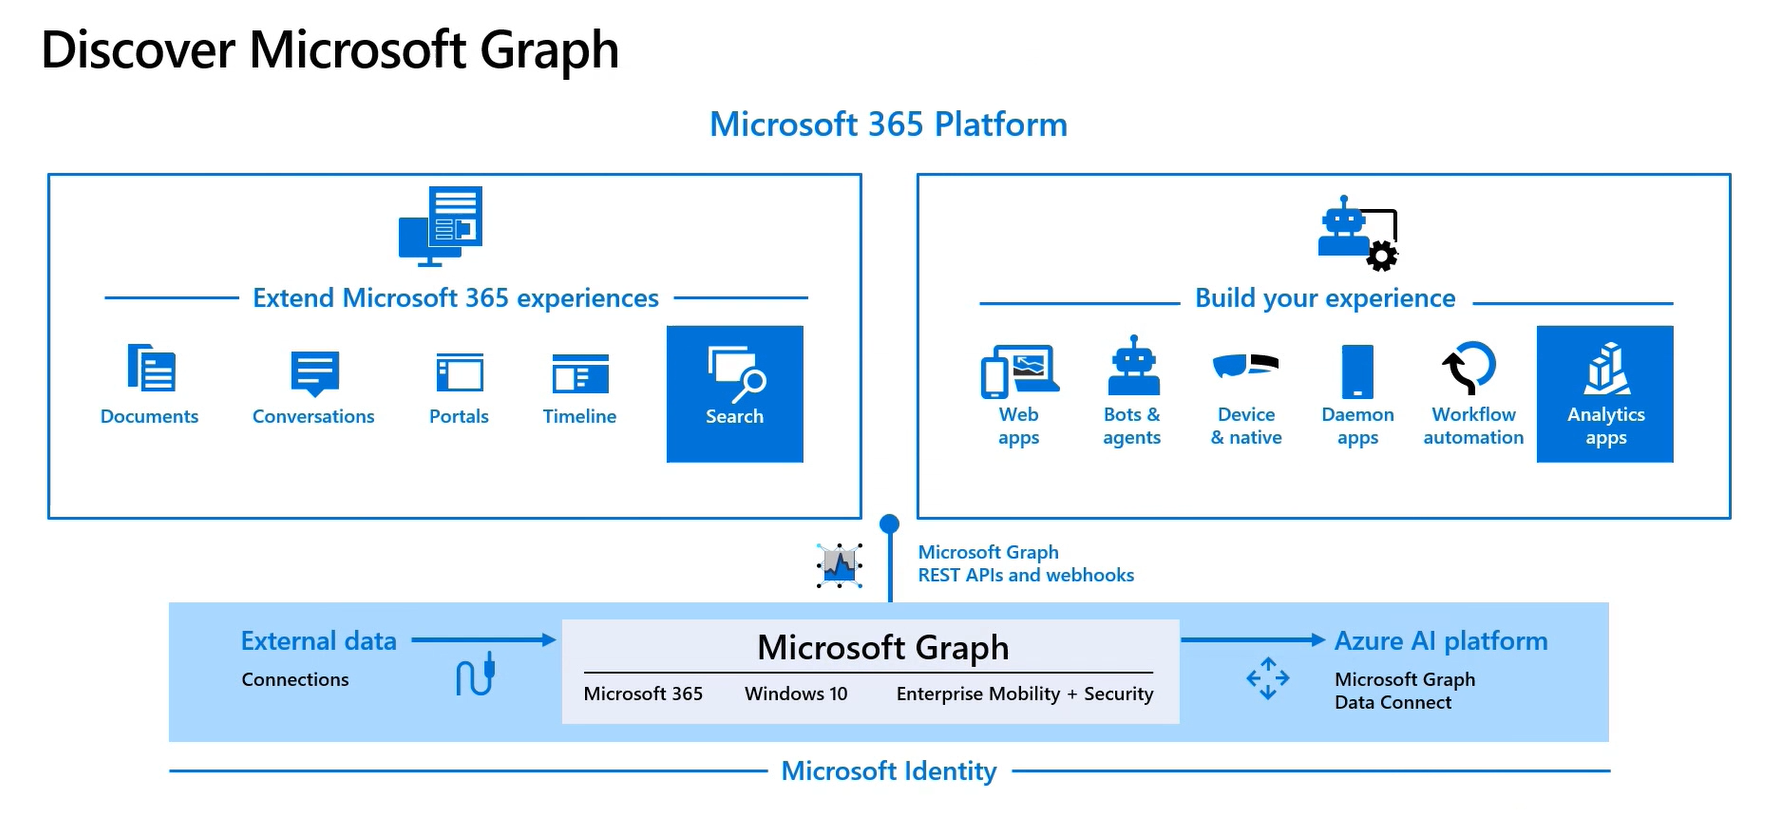 Discover Microsoft Graph
Microsoft 365 Platform
Extend Microsoft 365 experiences
Documents
Conversations
Portals
Timeline
Search
Build your experience
Web
apps
Bots &
agents
Device
& native
Daemon
apps
Workflow
automation
Analytics
apps
Microsoft Graph
REST APIs and webhooks
External data
Connections
Microsoft Graph
Microsoft 365 Windows 10 Enterprise Mobility + Security
Azure AI platform
Microsoft Graph
Data Connect
Microsoft Identity